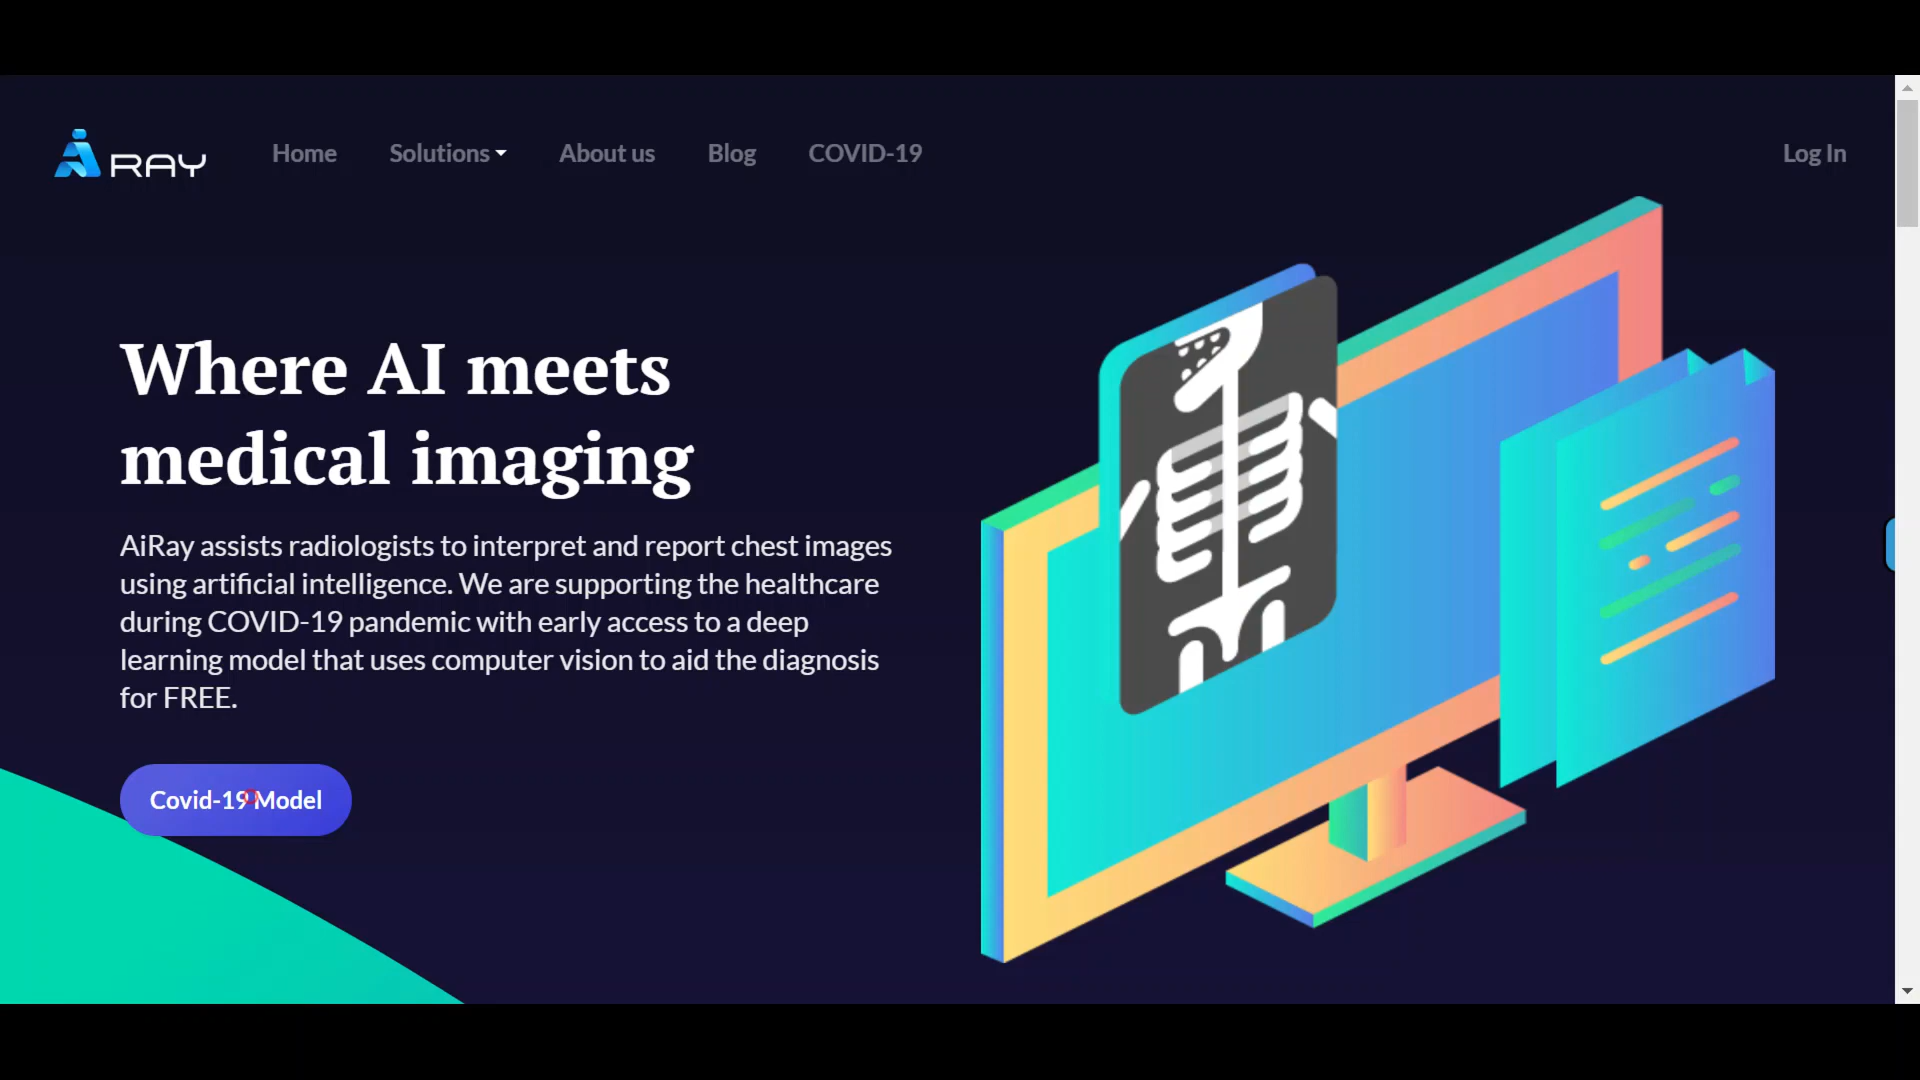 Ai RAY
Home
Solutions
About us
Blog
COVID-19
Log In
Where AI meets
medical imaging
AiRay assists radiologists to interpret and report chest images
using artificial intelligence. We are supporting the healthcare
during COVID-19 pandemic with early access to a deep
learning model that uses computer vision to aid the diagnosis
for FREE.
Covid-19 Model